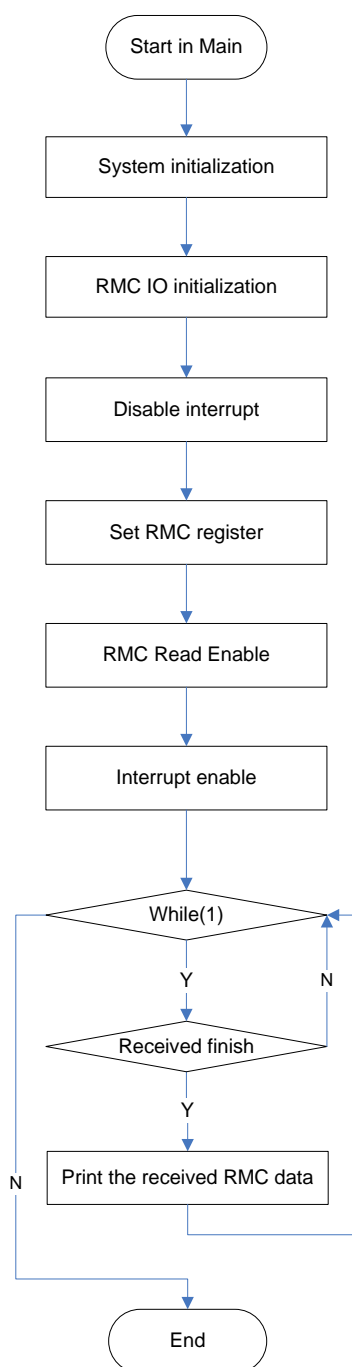 Start in Main
System initialization
RMC IO initialization
Disable interrupt
Set RMC register
RMC Read Enable
Interrupt enable
While(1)
Y
N
Received finish
Y
N
Print the received RMC data
End